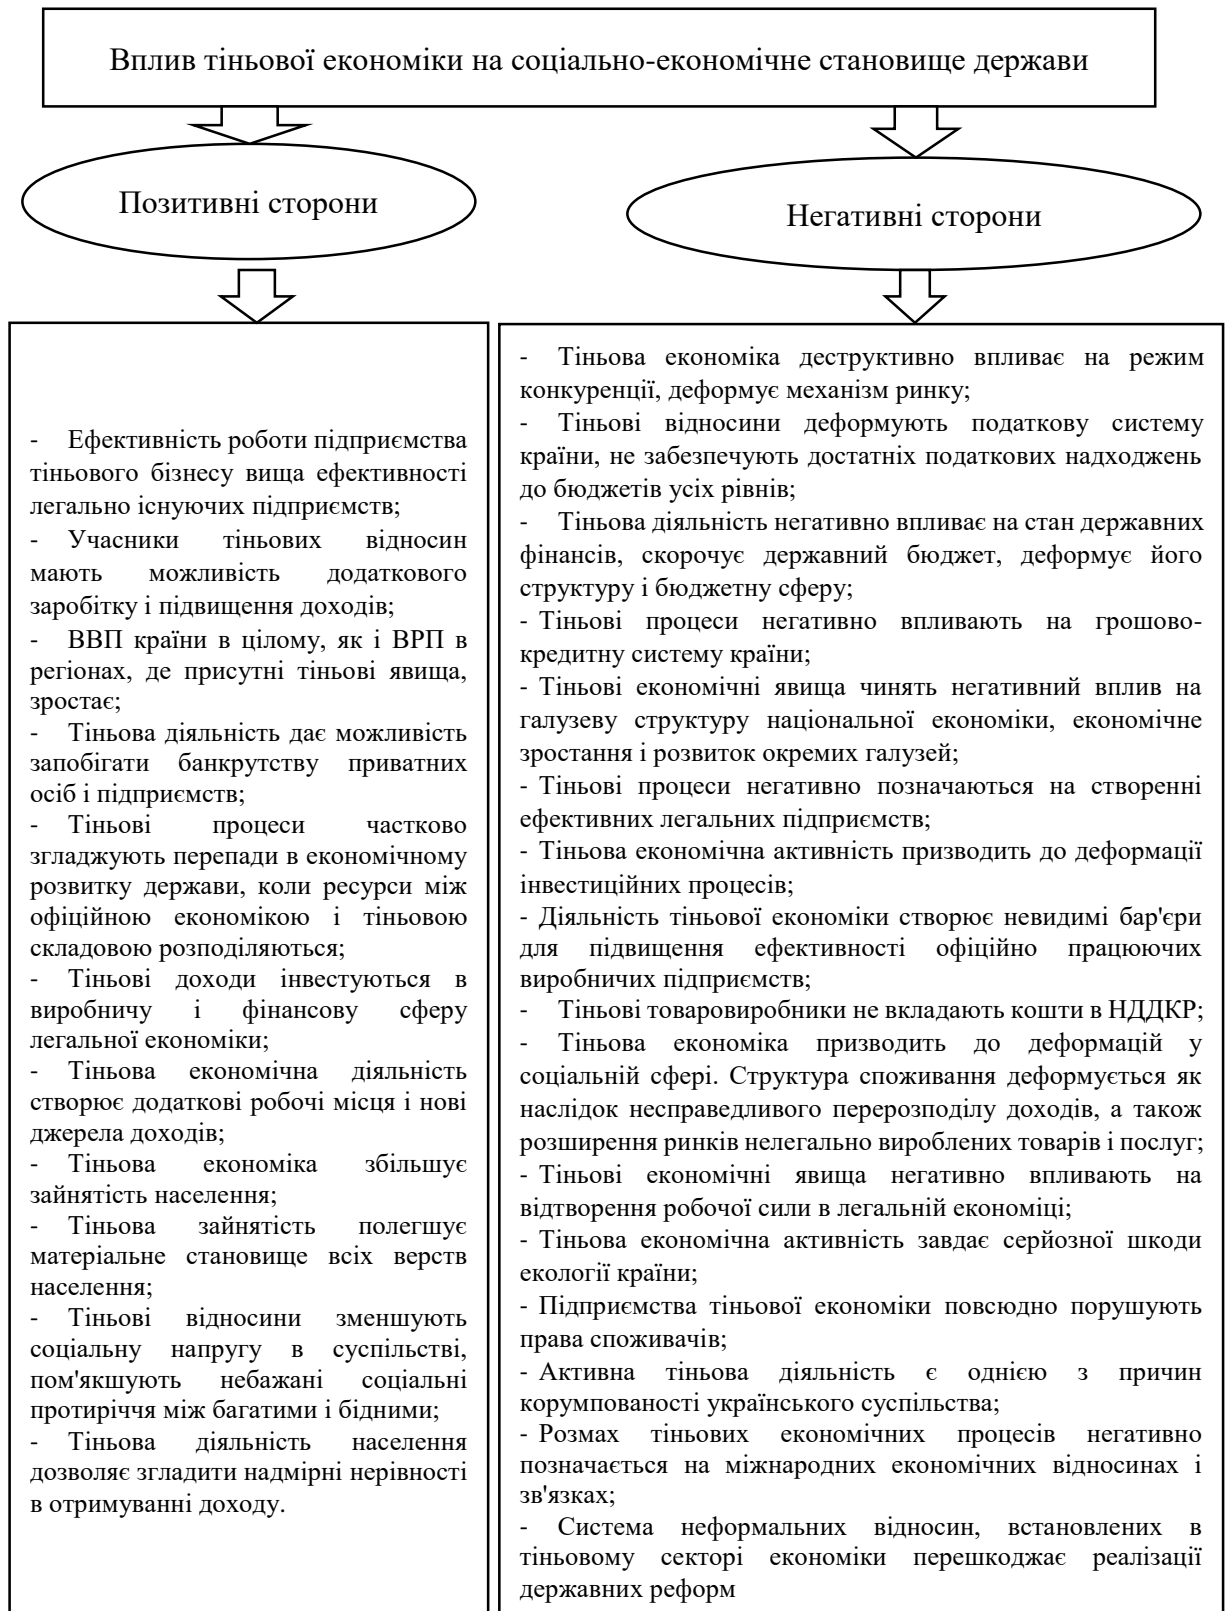 Вплив тіньової економіки на соціально-економічне становище держави
Позитивні сторони
Негативні сторони
- Ефективність роботи підприємства
тіньового бізнесу вища ефективності
легально існуючих підприємств;
- Учасники тіньових відносин
мають можливість додаткового
заробітку і підвищення доходів;
- ВВП країни в цілому, як і ВРП в
регіонах, де присутні тіньові явища,
зростає;
- Тіньова діяльність дає можливість
запобігати банкрутству приватних
осіб і підприємств;
- Тіньові процеси частково
згладжують перепади в економічному
розвитку держави, коли ресурси між
офіційною економікою і тіньовою
складовою розподіляються;
- Тіньові доходи інвестуються в
виробничу і фінансову сферу
легальної економіки;
- Тіньова економічна діяльність
створює додаткові робочі місця і нові
джерела доходів;
- Тіньова економіка збільшує
зайнятість населення;
- Тіньова зайнятість полегшує
матеріальне становище всіх верств
населення;
- Тіньові відносини зменшують
соціальну напругу в суспільстві,
пом'якшують небажані соціальні
протиріччя між багатими і бідними;
- Тіньова діяльність населення
дозволяє згладити надмірні нерівності
в отримуванні доходу.
- Тіньова економіка деструктивно впливає на режим
конкуренції, деформує механізм ринку;
- Тіньові відносини деформують податкову систему
країни, не забезпечують достатніх податкових надходжень
до бюджетів усіх рівнів;
- Тіньова діяльність негативно впливає на стан державних
фінансів, скорочує державний бюджет, деформує його
структуру і бюджетну сферу;
- Тіньові процеси негативно впливають на грошово-
кредитну систему країни;
- Тіньові економічні явища чинять негативний вплив на
галузеву структуру національної економіки, економічне
зростання і розвиток окремих галузей;
- Тіньові процеси негативно позначаються на створенні
ефективних легальних підприємств;
- Тіньова економічна активність призводить до деформації
інвестиційних процесів;
- Діяльність тіньової економіки створює невидимі бар'єри
для підвищення ефективності офіційно працюючих
виробничих підприємств;
- Тіньові товаровиробники не вкладають кошти в НДДКР;
- Тіньова економіка призводить до деформацій у
соціальній сфері. Структура споживання деформується як
наслідок несправедливого перерозподілу доходів, а також
розширення ринків нелегально вироблених товарів і послуг;
- Тіньові економічні явища негативно впливають на
відтворення робочої сили в легальній економіці;
- Тіньова економічна активність завдає серйозної шкоди
екології країни;
- Підприємства тіньової економіки повсюдно порушують
права споживачів;
- Активна тіньова діяльність є однією з причин
корумпованості українського суспільства;
- Розмах тіньових економічних процесів негативно
позначається на міжнародних економічних відносинах і
зв'язках;
- Система неформальних відносин, встановлених в
тіньовому секторі економіки перешкоджає реалізації
державних реформ